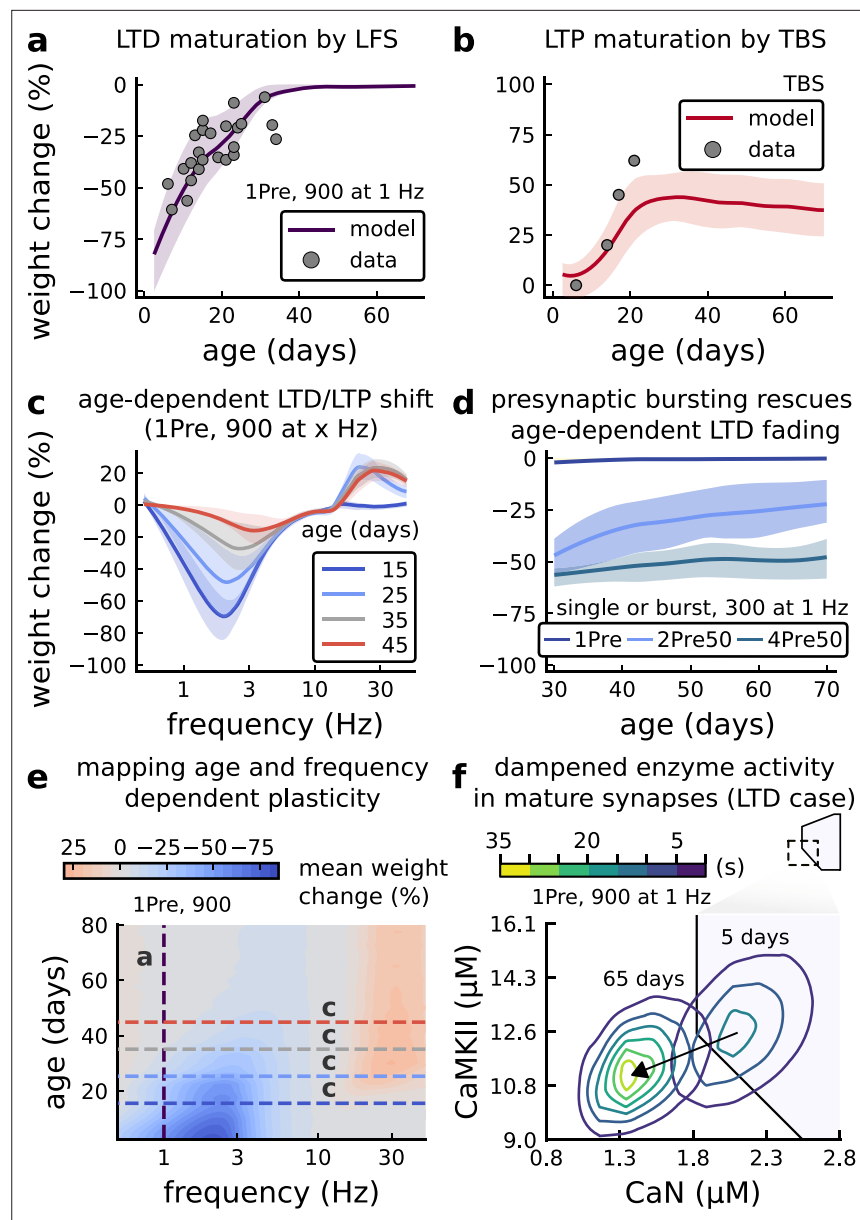 a
LTD maturation by LFS
weight change (%)
0
−25
−50
−75
−100
1Pre, 900 at 1 Hz
model
data
0 20 40 60
age (days)
b
LTP maturation by TBS
100
75
50
25
0
TBS
model
data
0 20 40 60
age (days)
c
age-dependent LTD/LTP shift
(1Pre, 900 at x Hz)
weight change (%)
20
0
−20
−40
−60
−80
−100
age (days)
15
25
35
45
1 3 10 30
frequency (Hz)
d
presynaptic bursting rescues
age-dependent LTD fading
0
−25
−50
−75
−100
single or burst, 300 at 1 Hz
1Pre 2Pre50 4Pre50
30 40 50 60 70
age (days)
e
mapping age and frequency
dependent plasticity
25 0 −25 −50 −75
mean weight
change (%)
1Pre, 900
age (days)
80
60
40
20
a
c
c
c
c
1 3 10 30
frequency (Hz)
f
dampened enzyme activity
in mature synapses (LTD case)
35 20 5
(s)
1Pre, 900 at 1 Hz
CaMKII (μM)
16.1
14.3
12.6
10.8
9.0
5 days
65 days
0.8 1.3 1.8 2.3 2.8
CaN (μM)